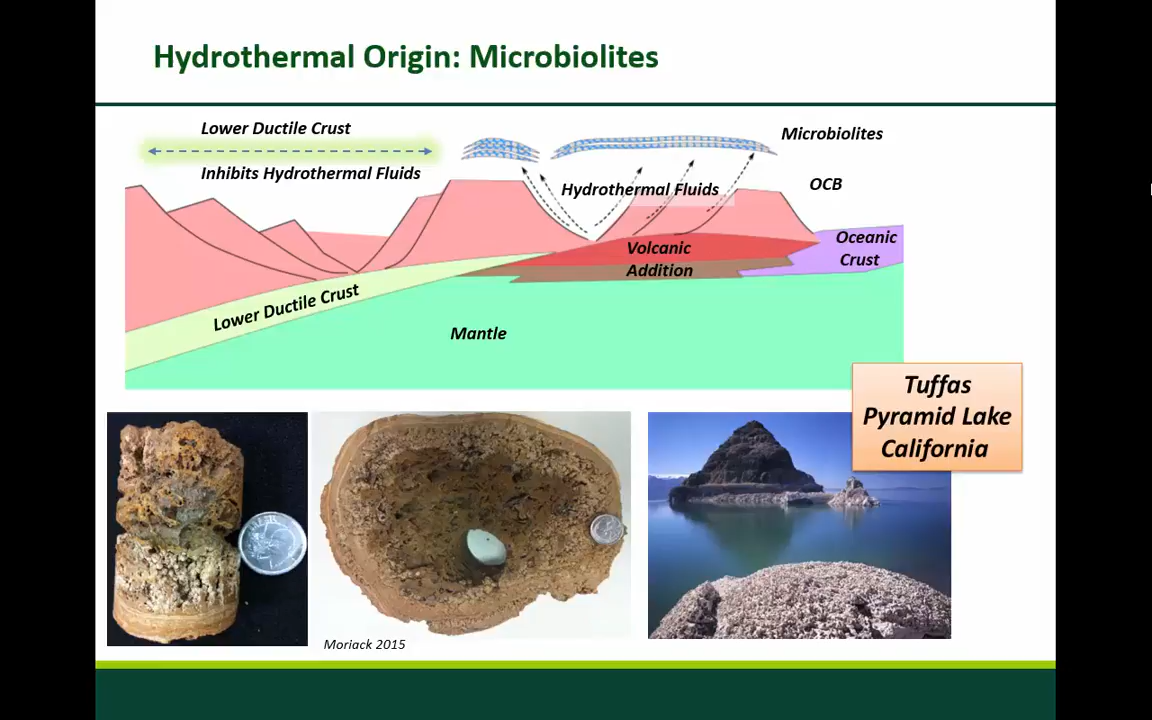 Hydrothermal Origin: Microbiolites
Lower Ductile Crust
Inhibits Hydrothermal Fluids
Microbiolites
Hydrothermal Fluids
OCB
Oceanic
Crust
Volcanic
Addition
Lower Ductile Crust
Mantle
Tuffas
Pyramid Lake
California
Moriack 2015